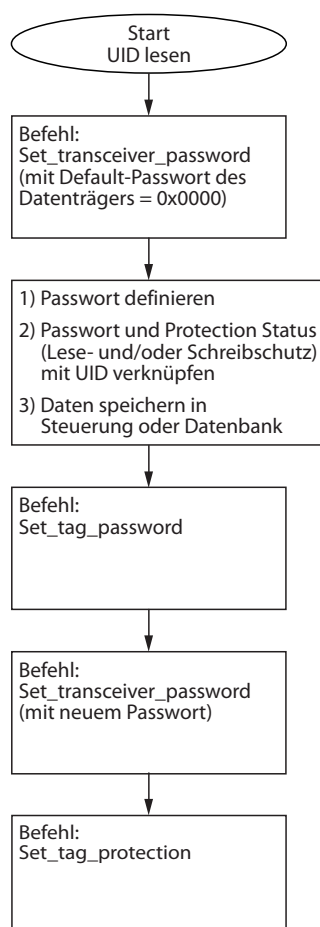 Start
UID lesen
Befehl:
Set_transceiver_password
(mit Default-Passwort des
Datenträgers = 0x0000)
1) Passwort definieren
2) Passwort und Protection Status
(Lese- und/oder Schreibschutz)
mit UID verknüpfen
3) Daten speichern in
Steuerung oder Datenbank
Befehl:
Set_tag_password
Befehl:
Set_transceiver_password
(mit neuem Passwort)
Befehl:
Set_tag_protection